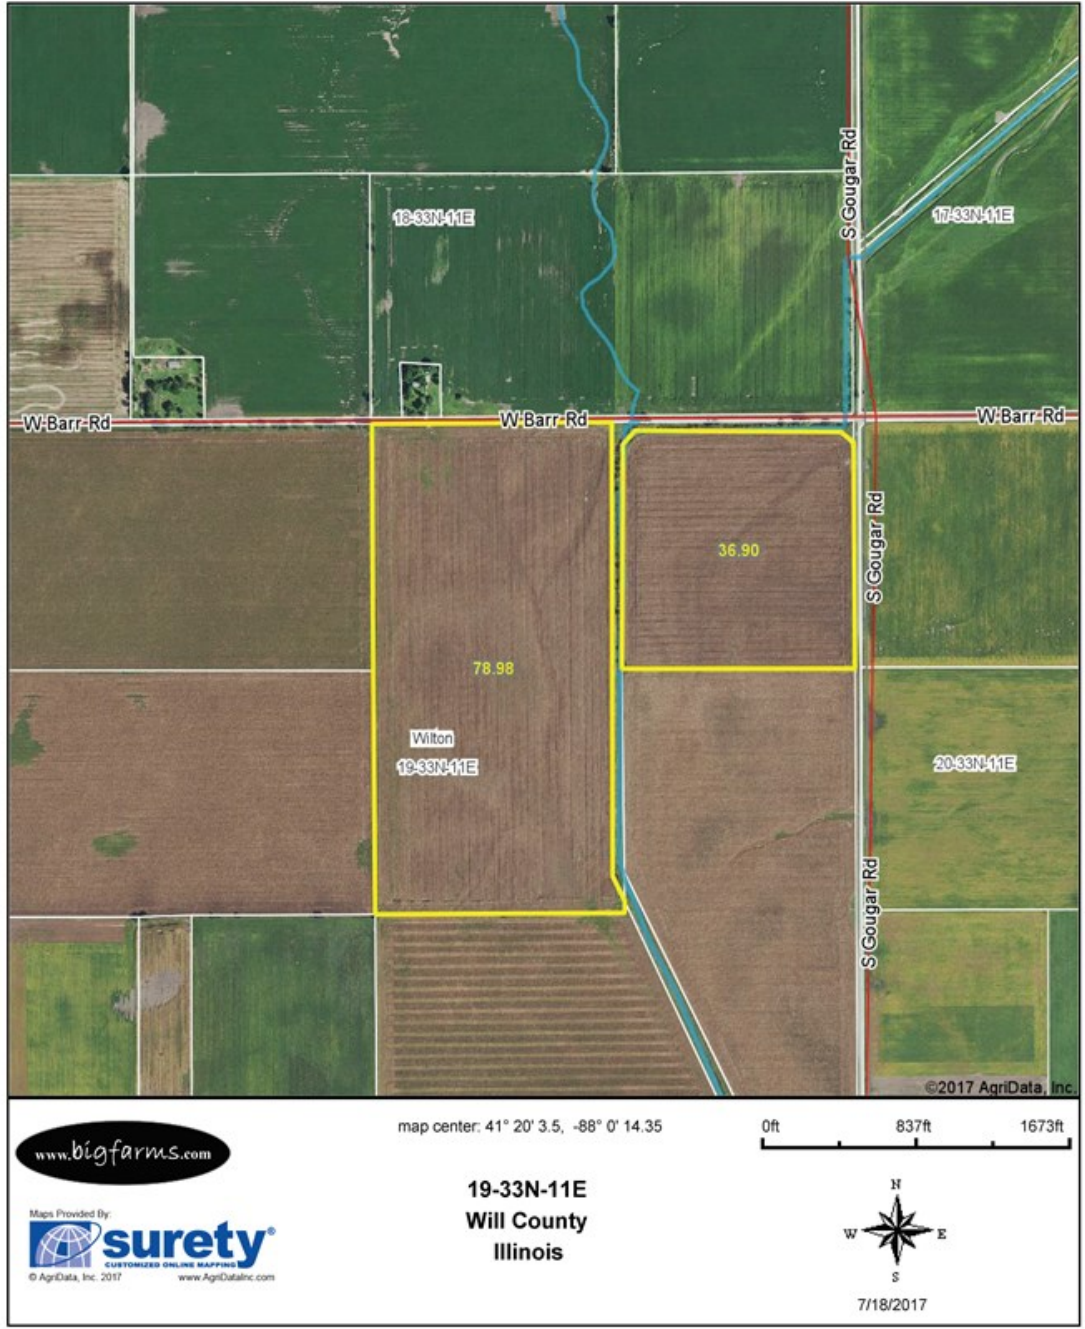 S Gougar Rd
18-33N-11E
17-33N-11E
W Barr Rd
W Barr Rd
W Barr Rd
S Gougar Rd
36.90
78.98
Wilton
19-33N-11E
20-33N-11E
S Gougar Rd
©2017 AgriData, Inc.
map center: 41° 20' 3.5, -88° 0' 14.35
0ft 837ft 1673ft
www.bigfarms.com
19-33N-11E
Will County
Illinois
N
W E
S
Maps Provided By:
surety®
CUSTOMIZED ONLINE MAPPING
© AgriData, Inc. 2017 www.AgriDataInc.com
7/18/2017